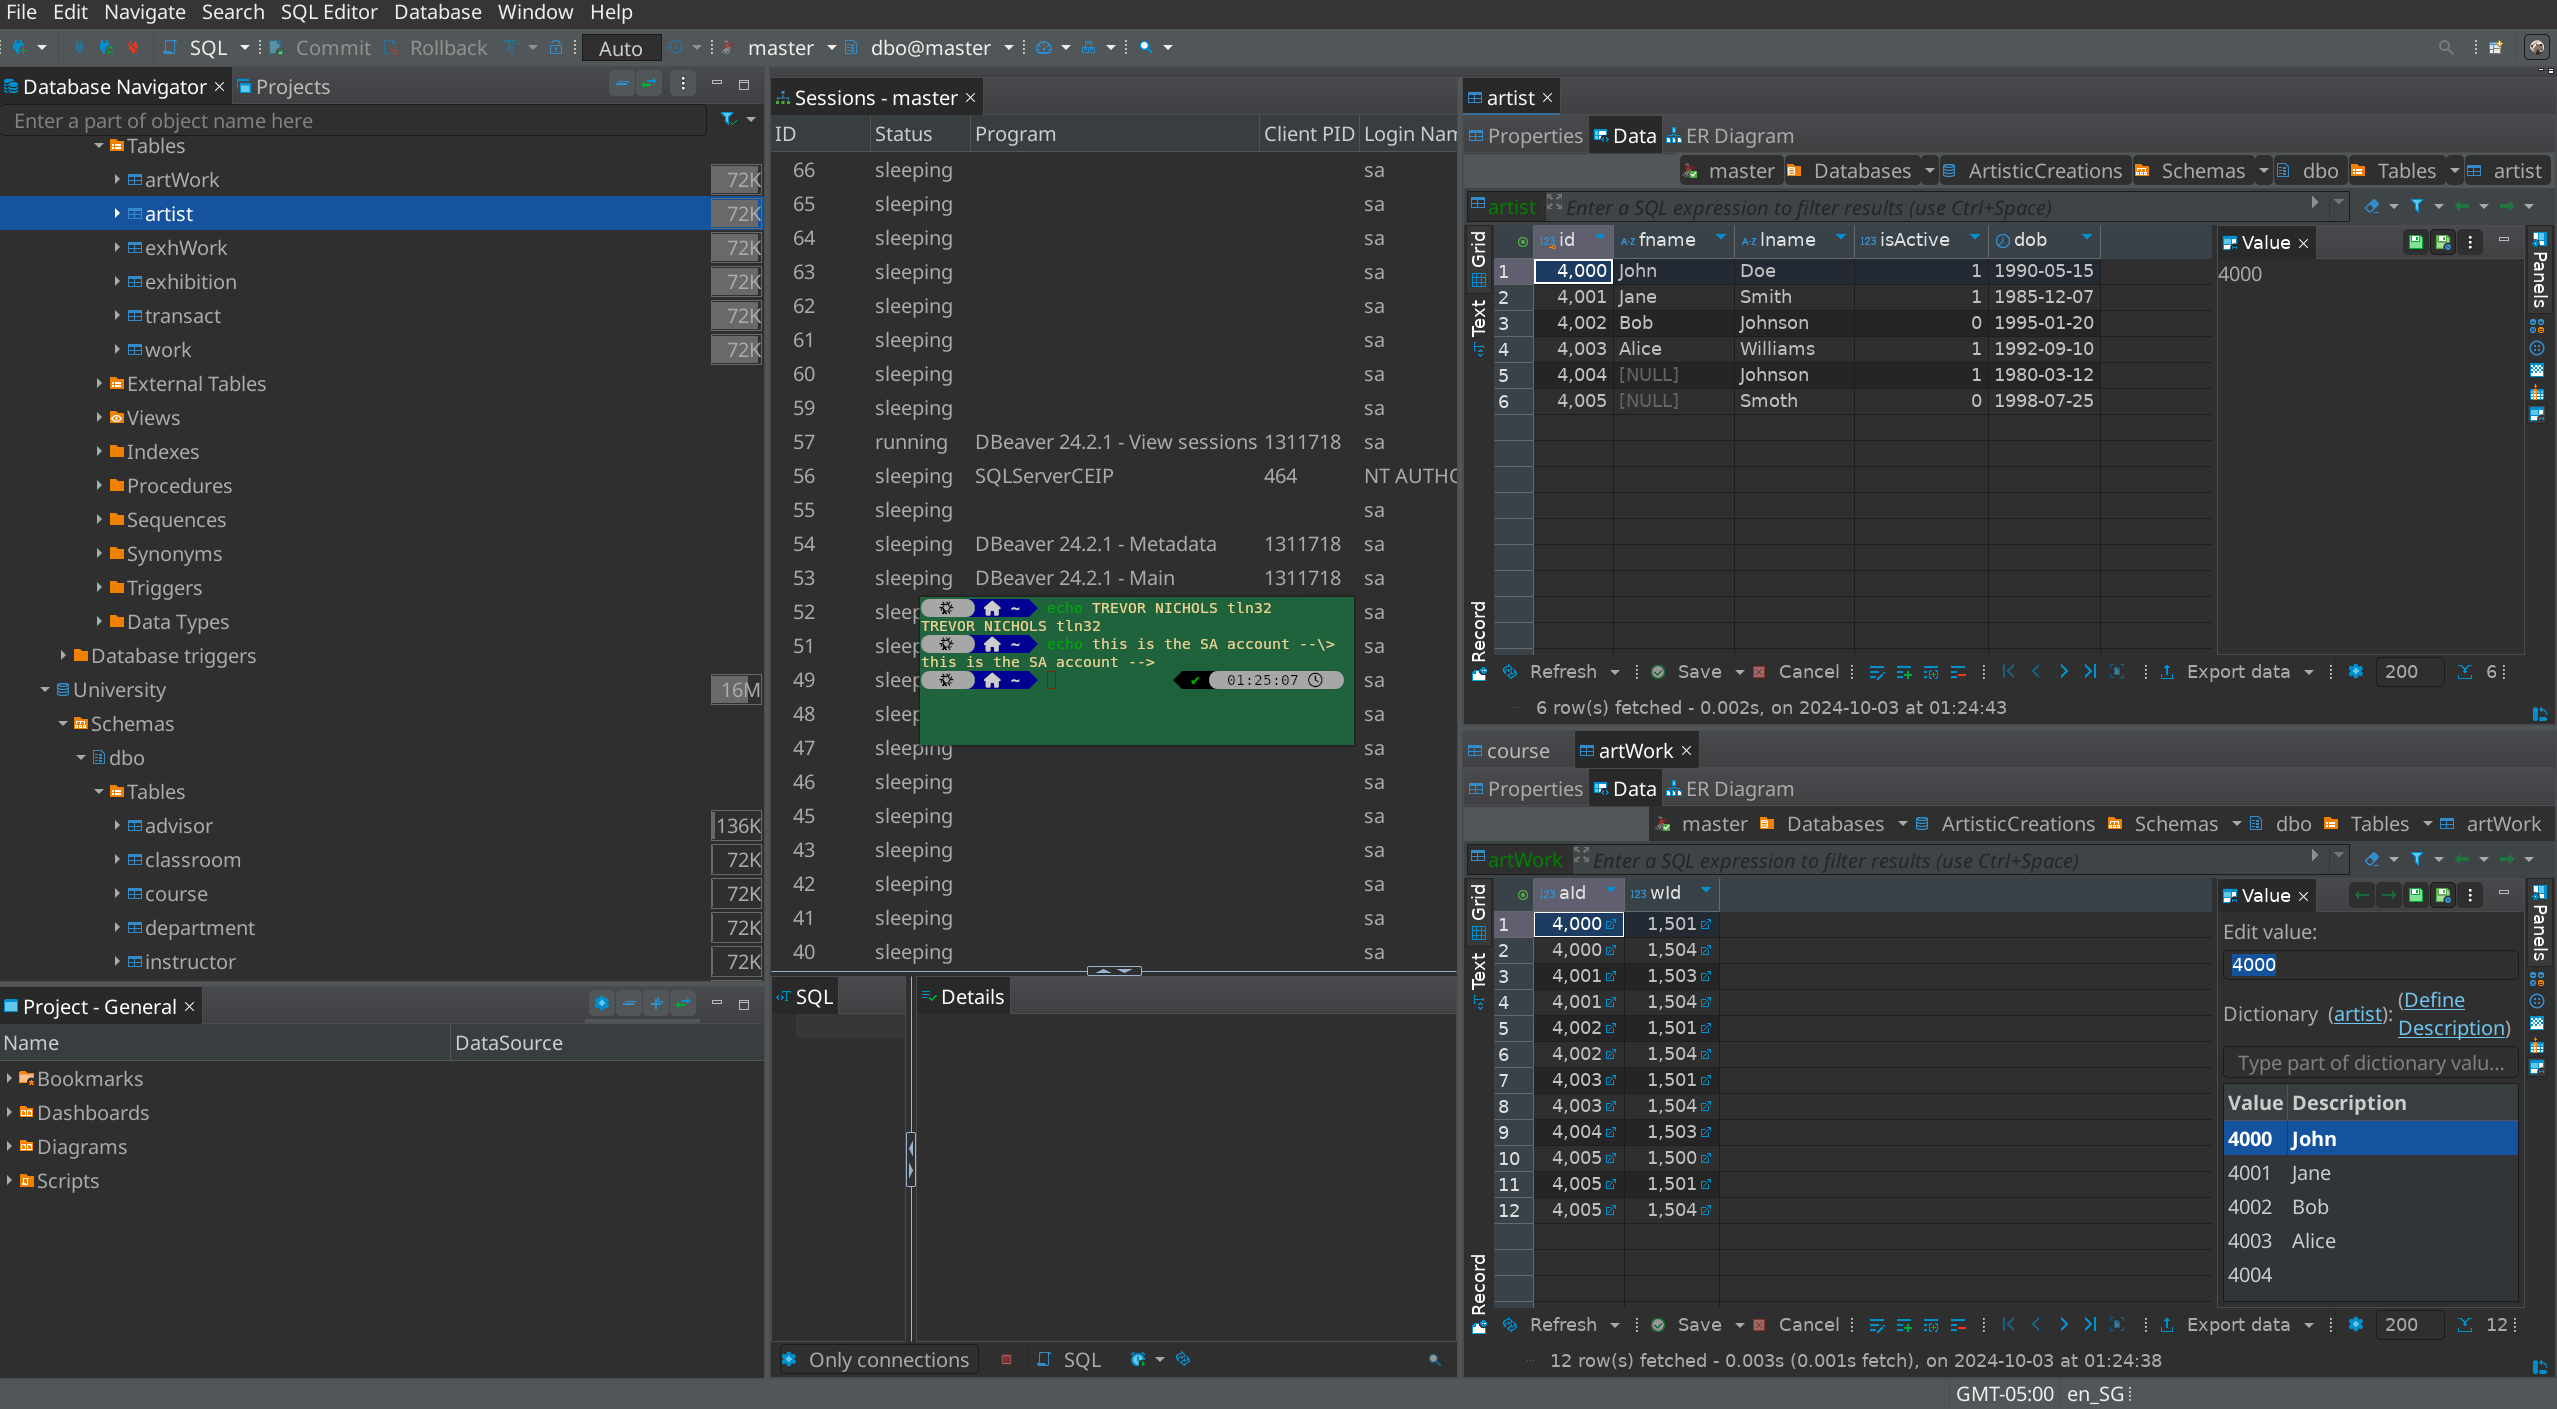 File Edit Navigate Search SQL Editor Database Window Help
SQL Commit Rollback Auto master dbo@master
Database Navigator Projects
Enter a part of object name here
Tables
artWork 72K
artist 72K
exhWork 72K
exhibition 72K
transact 72K
work 72K
External Tables
Views
Indexes
Procedures
Sequences
Synonyms
Triggers
Data Types
Database triggers
University 16M
Schemas
dbo
Tables
advisor 136K
classroom 72K
course 72K
department 72K
instructor 72K
Project - General
Name DataSource
Bookmarks
Dashboards
Diagrams
Scripts
Sessions - master
ID Status Program Client PID Login Nam
66 sleeping sa
65 sleeping sa
64 sleeping sa
63 sleeping sa
62 sleeping sa
61 sleeping sa
60 sleeping sa
59 sleeping sa
57 running DBeaver 24.2.1 - View sessions 1311718 sa
56 sleeping SQLServerCEIP 464 NT AUTHO
55 sleeping sa
54 sleeping DBeaver 24.2.1 - Metadata 1311718 sa
53 sleeping DBeaver 24.2.1 - Main 1311718 sa
52 sleep sa
51 sleep sa
49 sleep sa
48 sleep sa
47 sleeping sa
46 sleeping sa
45 sleeping sa
43 sleeping sa
42 sleeping sa
41 sleeping sa
40 sleeping sa
~ echo TREVOR NICHOLS tln32
TREVOR NICHOLS tln32
~ echo this is the SA account --\>
this is the SA account -->
~ ✔ 01:25:07
SQL Details
Only connections SQL
artist
Properties Data ER Diagram
master Databases ArtisticCreations Schemas dbo Tables artist
artist Enter a SQL expression to filter results (use Ctrl+Space)
Grid
Text
Record
123 id A-Z fname A-Z lname 123 isActive dob
1 4,000 John Doe 1 1990-05-15
2 4,001 Jane Smith 1 1985-12-07
3 4,002 Bob Johnson 0 1995-01-20
4 4,003 Alice Williams 1 1992-09-10
5 4,004 [NULL] Johnson 1 1980-03-12
6 4,005 [NULL] Smoth 0 1998-07-25
Value
4000
Panels
Refresh Save Cancel Export data 200 6
6 row(s) fetched - 0.002s, on 2024-10-03 at 01:24:43
course artWork
Properties Data ER Diagram
master Databases ArtisticCreations Schemas dbo Tables artWork
artWork Enter a SQL expression to filter results (use Ctrl+Space)
Grid
Text
Record
123 aId 123 wId
1 4,000 1,501
2 4,000 1,504
3 4,001 1,503
4 4,001 1,504
5 4,002 1,501
6 4,002 1,504
7 4,003 1,501
8 4,003 1,504
9 4,004 1,503
10 4,005 1,500
11 4,005 1,501
12 4,005 1,504
Value
Edit value:
4000
Dictionary (artist): (Define
Description)
Type part of dictionary valu...
Value Description
4000 John
4001 Jane
4002 Bob
4003 Alice
4004
Panels
Refresh Save Cancel Export data 200 12
12 row(s) fetched - 0.003s (0.001s fetch), on 2024-10-03 at 01:24:38
GMT-05:00 en_SG